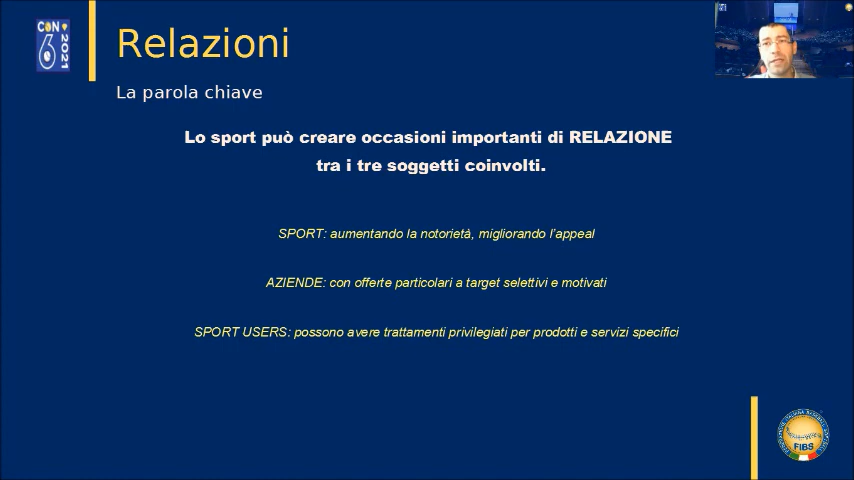 CON
6
2021
Relazioni
La parola chiave
Lo sport può creare occasioni importanti di RELAZIONE
tra i tre soggetti coinvolti.
SPORT: aumentando la notorietà, migliorando l'appeal
AZIENDE: con offerte particolari a target selettivi e motivati
SPORT USERS: possono avere trattamenti privilegiati per prodotti e servizi specifici
FIBS